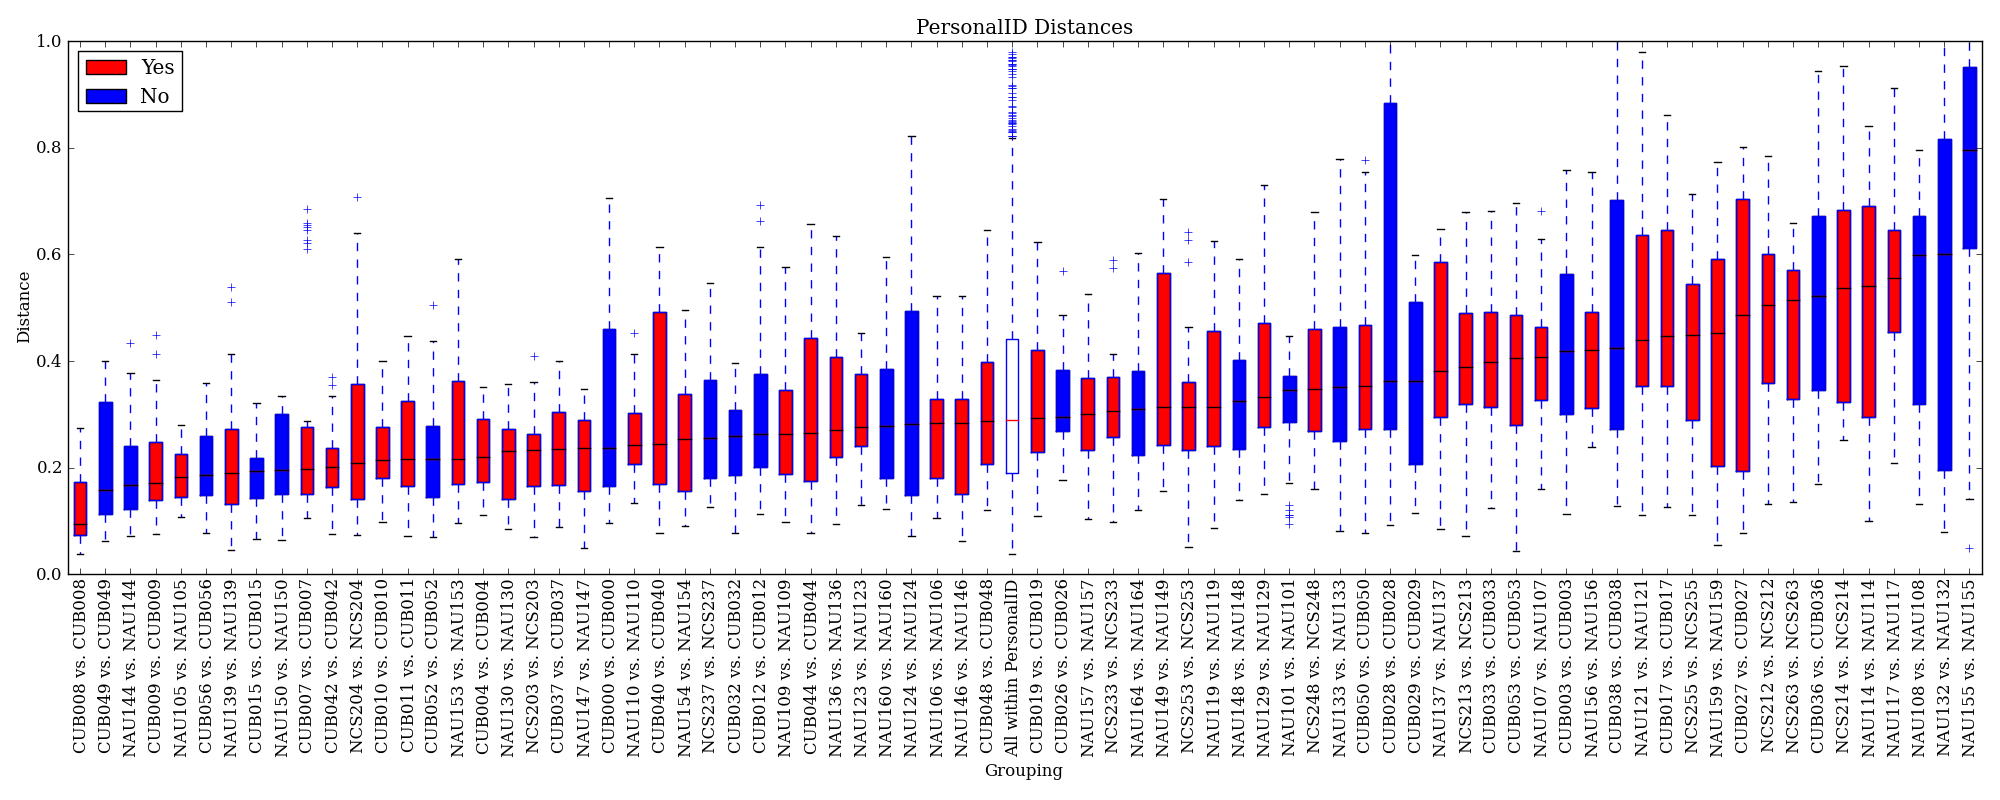 PersonalID Distances
1.0
0.8
0.6
0.4
0.2
0.0
Distance
Yes
No
CUB008 vs. CUB008
CUB049 vs. CUB049
NAU144 vs. NAU144
CUB009 vs. CUB009
NAU105 vs. NAU105
CUB056 vs. CUB056
NAU139 vs. NAU139
CUB015 vs. CUB015
NAU150 vs. NAU150
CUB007 vs. CUB007
CUB042 vs. CUB042
NCS204 vs. NCS204
CUB010 vs. CUB010
CUB011 vs. CUB011
CUB052 vs. CUB052
NAU153 vs. NAU153
CUB004 vs. CUB004
NAU130 vs. NAU130
NCS203 vs. NCS203
CUB037 vs. CUB037
NAU147 vs. NAU147
CUB000 vs. CUB000
NAU110 vs. NAU110
CUB040 vs. CUB040
NAU154 vs. NAU154
NCS237 vs. NCS237
CUB032 vs. CUB032
CUB012 vs. CUB012
NAU109 vs. NAU109
CUB044 vs. CUB044
NAU136 vs. NAU136
NAU123 vs. NAU123
NAU160 vs. NAU160
NAU124 vs. NAU124
NAU106 vs. NAU106
NAU146 vs. NAU146
CUB048 vs. CUB048
All within PersonalID
CUB019 vs. CUB019
CUB026 vs. CUB026
NAU157 vs. NAU157
NCS233 vs. NCS233
NAU164 vs. NAU164
NAU149 vs. NAU149
NCS253 vs. NCS253
NAU119 vs. NAU119
NAU148 vs. NAU148
NAU129 vs. NAU129
NAU101 vs. NAU101
NCS248 vs. NCS248
NAU133 vs. NAU133
CUB050 vs. CUB050
CUB028 vs. CUB028
CUB029 vs. CUB029
NAU137 vs. NAU137
NCS213 vs. NCS213
CUB033 vs. CUB033
CUB053 vs. CUB053
NAU107 vs. NAU107
CUB003 vs. CUB003
NAU156 vs. NAU156
CUB038 vs. CUB038
NAU121 vs. NAU121
CUB017 vs. CUB017
NCS255 vs. NCS255
NAU159 vs. NAU159
CUB027 vs. CUB027
NCS212 vs. NCS212
NCS263 vs. NCS263
CUB036 vs. CUB036
NCS214 vs. NCS214
NAU114 vs. NAU114
NAU117 vs. NAU117
NAU108 vs. NAU108
NAU132 vs. NAU132
NAU155 vs. NAU155
Grouping